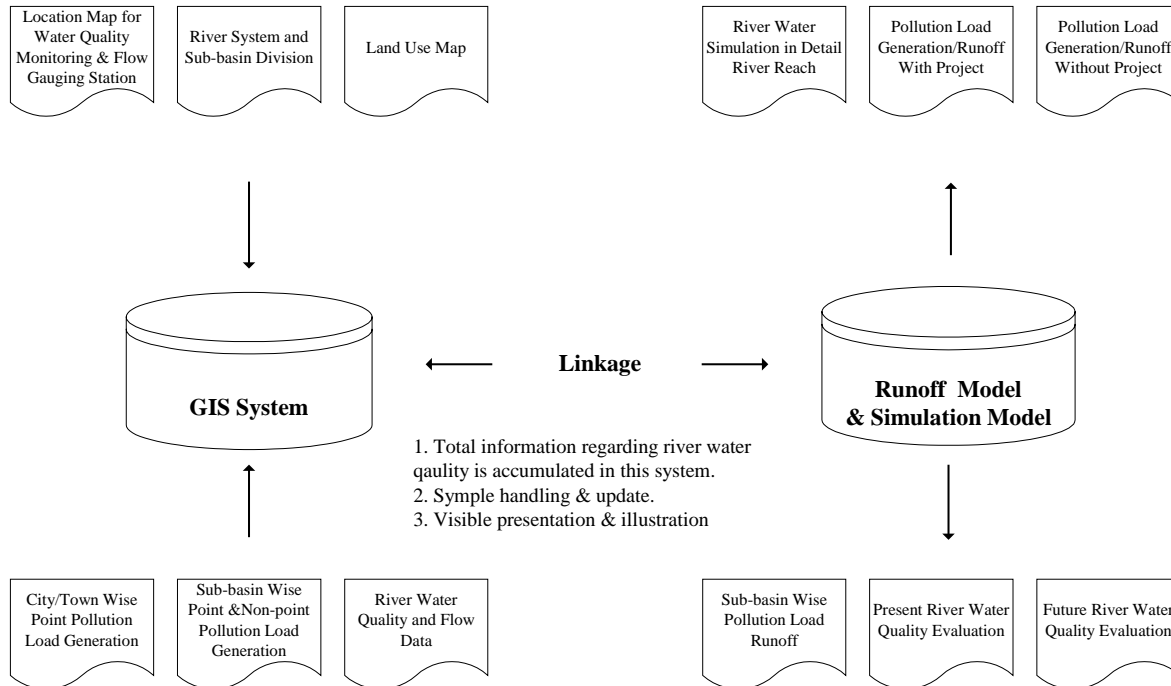 Location Map for
Water Quality
Monitoring & Flow
Gauging Station
River System and
Sub-basin Division
Land Use Map
River Water
Simulation in Detail
River Reach
Pollution Load
Generation/Runoff
With Project
Pollution Load
Generation/Runoff
Without Project
GIS System
Linkage
Runoff Model
& Simulation Model
1. Total information regarding river water
qaulity is accumulated in this system.
2. Symple handling & update.
3. Visible presentation & illustration
City/Town Wise
Point Pollution
Load Generation
Sub-basin Wise
Point &Non-point
Pollution Load
Generation
River Water
Quality and Flow
Data
Sub-basin Wise
Pollution Load
Runoff
Present River Water
Quality Evaluation
Future River Water
Quality Evaluation